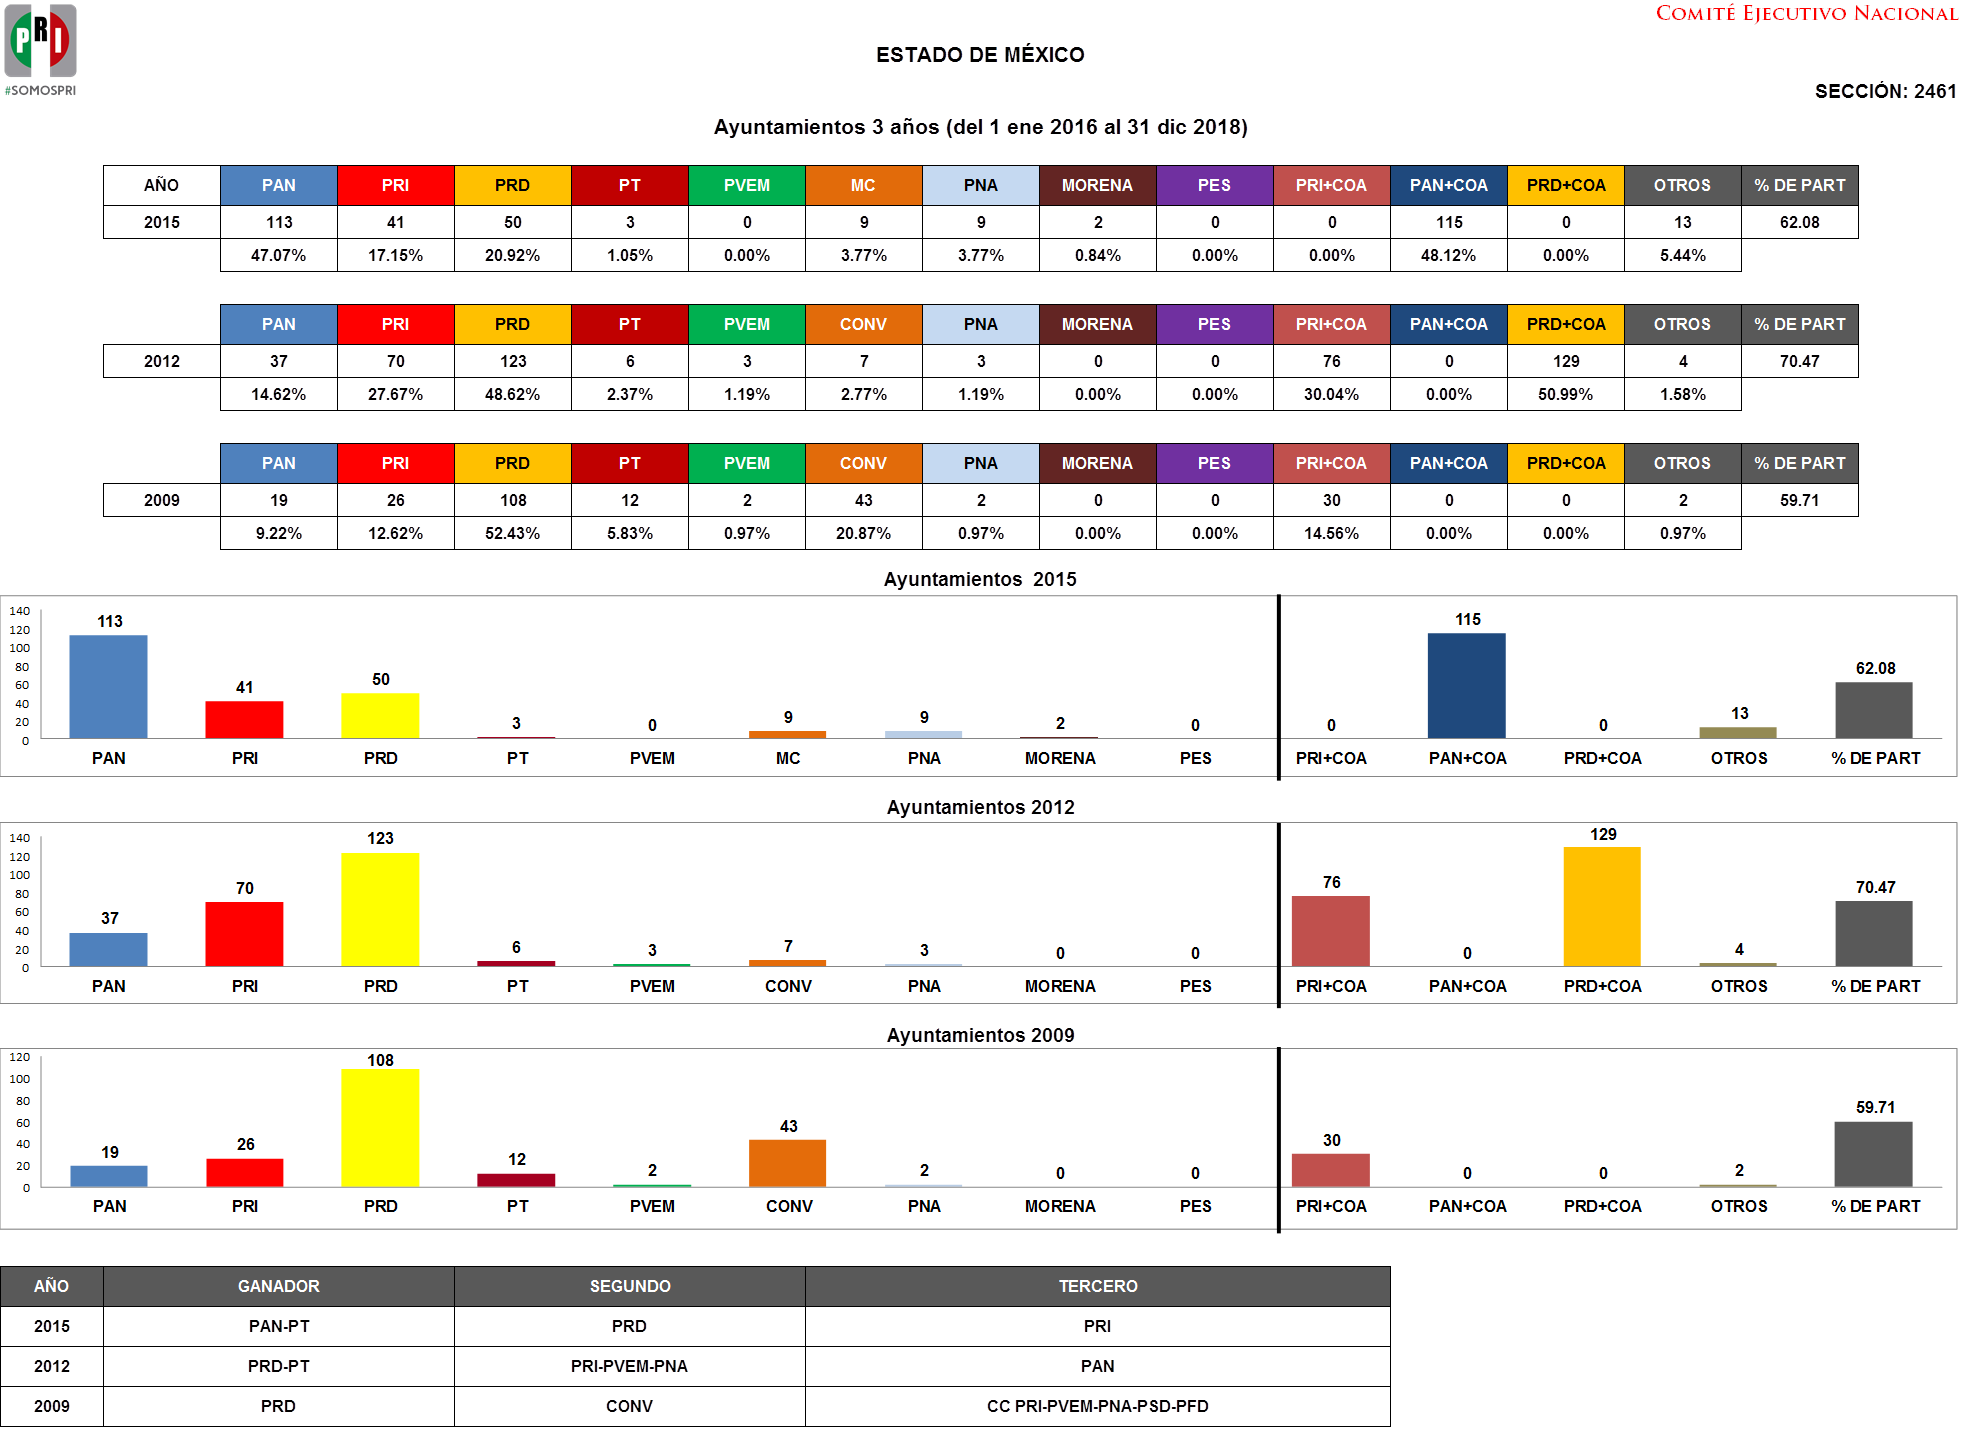 COMITÉ EJECUTIVO NACIONAL
PRI
#SOMOSPRI
ESTADO DE MÉXICO
SECCIÓN: 2461
Ayuntamientos 3 años (del 1 ene 2016 al 31 dic 2018)
AÑO PAN PRI PRD PT PVEM MC PNA MORENA PES PRI+COA PAN+COA PRD+COA OTROS % DE PART
2015 113 41 50 3 0 9 9 2 0 0 115 0 13 62.08
47.07% 17.15% 20.92% 1.05% 0.00% 3.77% 3.77% 0.84% 0.00% 0.00% 48.12% 0.00% 5.44%
PAN PRI PRD PT PVEM CONV PNA MORENA PES PRI+COA PAN+COA PRD+COA OTROS % DE PART
2012 37 70 123 6 3 7 3 0 0 76 0 129 4 70.47
14.62% 27.67% 48.62% 2.37% 1.19% 2.77% 1.19% 0.00% 0.00% 30.04% 0.00% 50.99% 1.58%
PAN PRI PRD PT PVEM CONV PNA MORENA PES PRI+COA PAN+COA PRD+COA OTROS % DE PART
2009 19 26 108 12 2 43 2 0 0 30 0 0 2 59.71
9.22% 12.62% 52.43% 5.83% 0.97% 20.87% 0.97% 0.00% 0.00% 14.56% 0.00% 0.00% 0.97%
Ayuntamientos 2015
140
120
100
80
60
40
20
0
113 41 50 3 0 9 9 2 0 0 115 0 13 62.08
PAN PRI PRD PT PVEM MC PNA MORENA PES PRI+COA PAN+COA PRD+COA OTROS % DE PART
Ayuntamientos 2012
140
120
100
80
60
40
20
0
37 70 123 6 3 7 3 0 0 76 0 129 4 70.47
PAN PRI PRD PT PVEM CONV PNA MORENA PES PRI+COA PAN+COA PRD+COA OTROS % DE PART
Ayuntamientos 2009
120
100
80
60
40
20
0
19 26 108 12 2 43 2 0 0 30 0 0 2 59.71
PAN PRI PRD PT PVEM CONV PNA MORENA PES PRI+COA PAN+COA PRD+COA OTROS % DE PART
AÑO GANADOR SEGUNDO TERCERO
2015 PAN-PT PRD PRI
2012 PRD-PT PRI-PVEM-PNA PAN
2009 PRD CONV CC PRI-PVEM-PNA-PSD-PFD